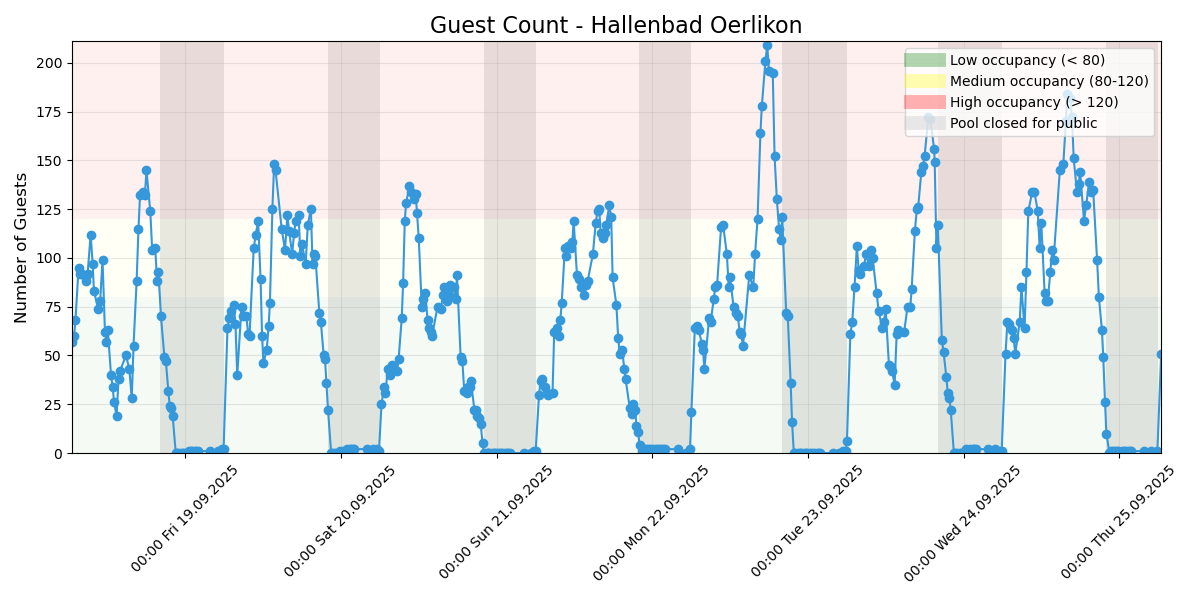 Guest Count - Hallenbad Oerlikon
Number of Guests
200
175
150
125
100
75
50
25
0
Low occupancy (< 80)
Medium occupancy (80-120)
High occupancy (> 120)
Pool closed for public
00:00 Fri 19.09.2025
00:00 Sat 20.09.2025
00:00 Sun 21.09.2025
00:00 Mon 22.09.2025
00:00 Tue 23.09.2025
00:00 Wed 24.09.2025
00:00 Thu 25.09.2025